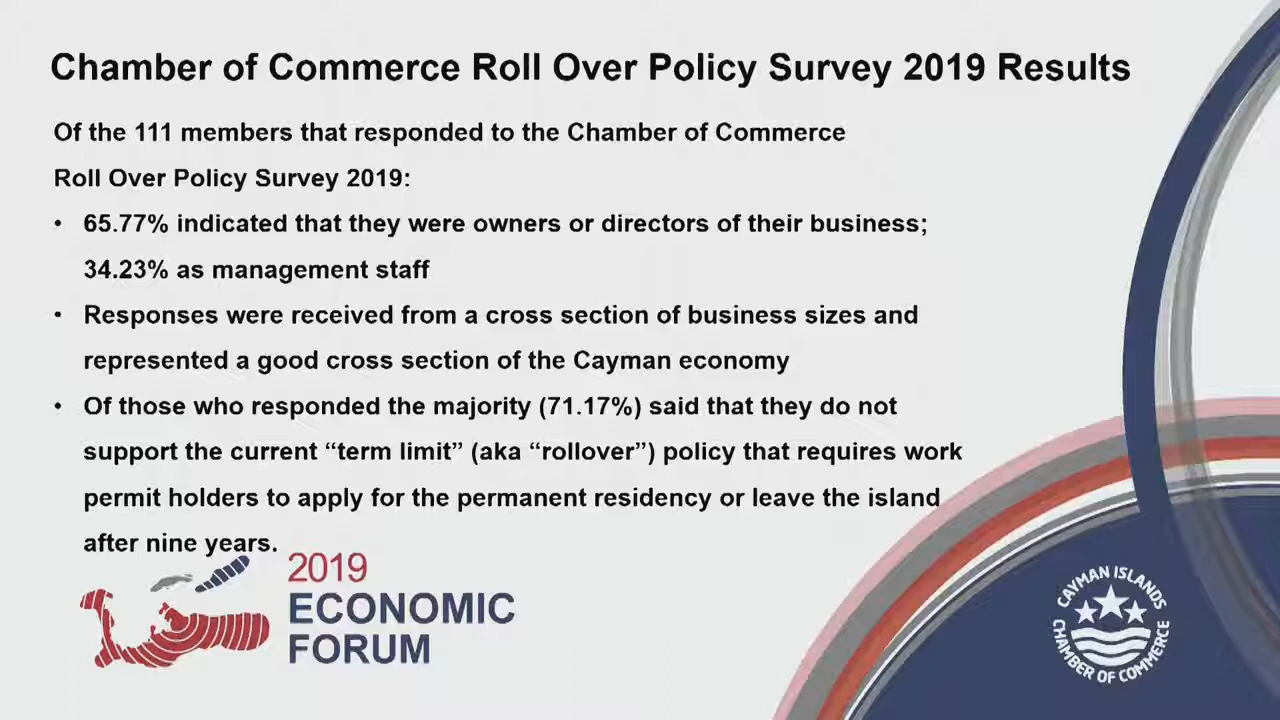 Chamber of Commerce Roll Over Policy Survey 2019 Results
Of the 111 members that responded to the Chamber of Commerce
Roll Over Policy Survey 2019:
• 65.77% indicated that they were owners or directors of their business;
34.23% as management staff
• Responses were received from a cross section of business sizes and
represented a good cross section of the Cayman economy
• Of those who responded the majority (71.17%) said that they do not
support the current “term limit” (aka “rollover”) policy that requires work
permit holders to apply for the permanent residency or leave the island
after nine years.
2019
ECONOMIC
FORUM
CAYMAN ISLANDS
CHAMBER OF COMMERCE